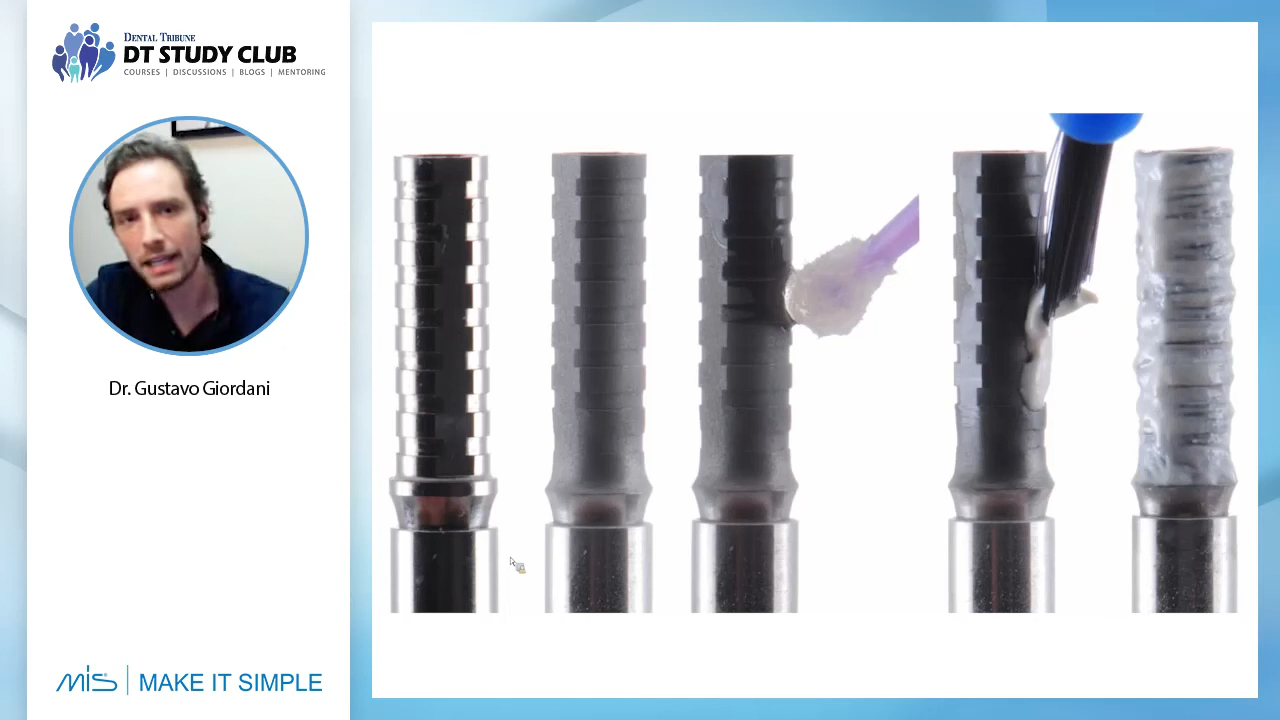 DENTAL TRIBUNE
DT STUDY CLUB
COURSES | DISCUSSIONS | BLOGS | MENTORING
Dr. Gustavo Giordani
mis | MAKE IT SIMPLE